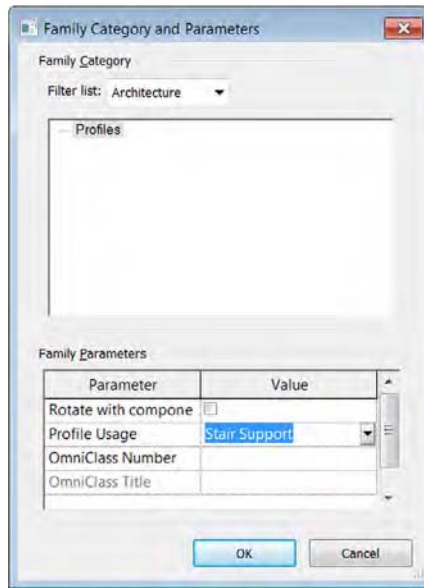 Family Category and Parameters
Family Category
Filter list: Architecture
Profiles
Family Parameters
Parameter Value
Rotate with compone
Profile Usage Stair Support
OmniClass Number
OmniClass Title
OK Cancel